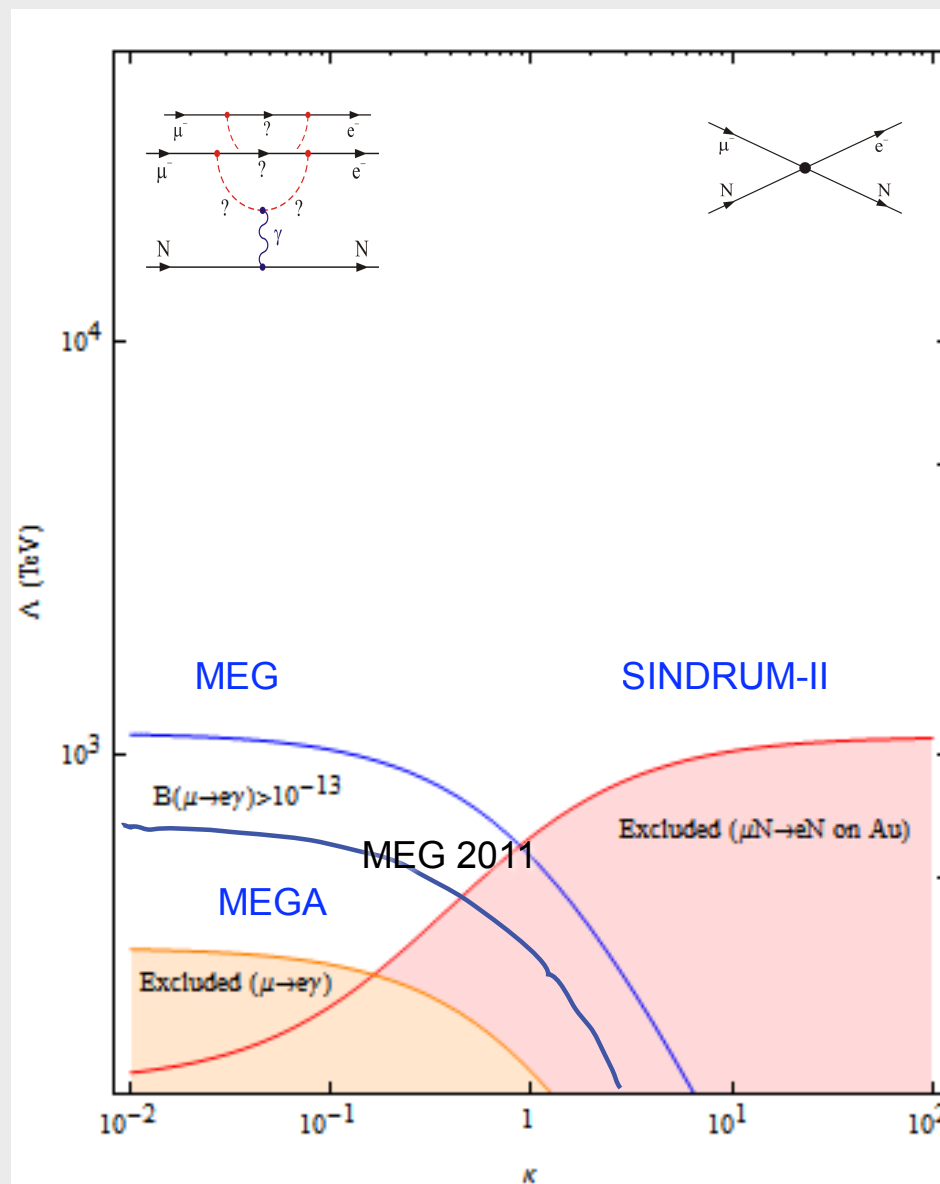 μ⁻ ? e⁻
μ⁻ ? e⁻
? ?
γ
N N
μ⁻ e⁻
N N
10⁴
Λ (TeV)
MEG SINDRUM-II
10³
B(μ→eγ)>10⁻¹³
Excluded (μN→eN on Au)
MEG 2011
MEGA
Excluded (μ→eγ)
10⁻² 10⁻¹ 1 10¹
κ